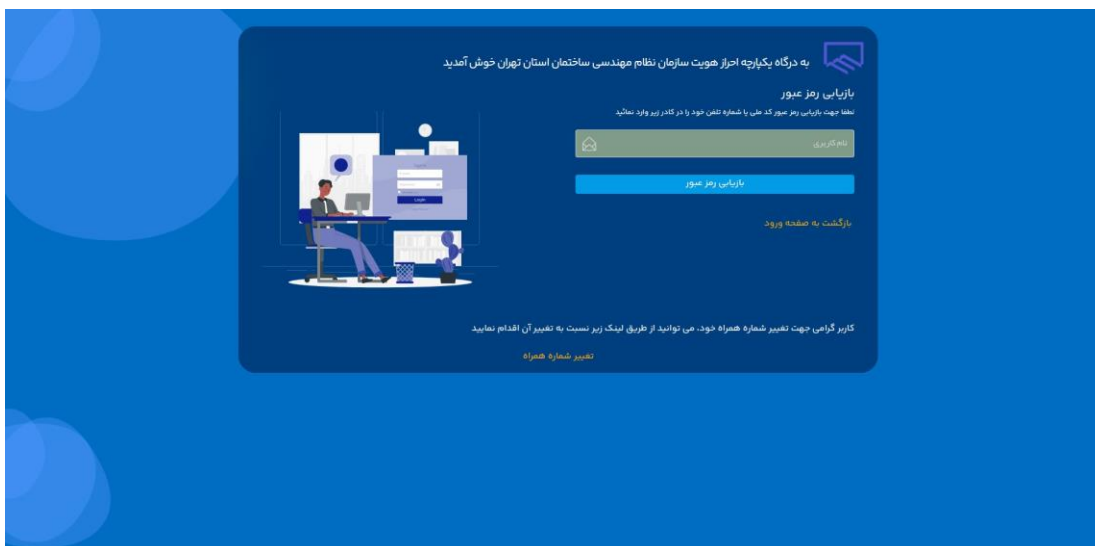 به درگاه یکپارچه احراز هویت سازمان نظام مهندسی ساختمان استان تهران خوش آمدید
بازیابی رمز عبور
لطفا جهت بازیابی رمز عبور کد ملی یا شماره تلفن خود را در کادر زیر وارد نمائید
نام کاربری
بازیابی رمز عبور
بازگشت به صفحه ورود
Login
کاربر گرامی جهت تغییر شماره همراه خود، می توانید از طریق لینک زیر نسبت به تغییر آن اقدام نمایید
تغییر شماره همراه